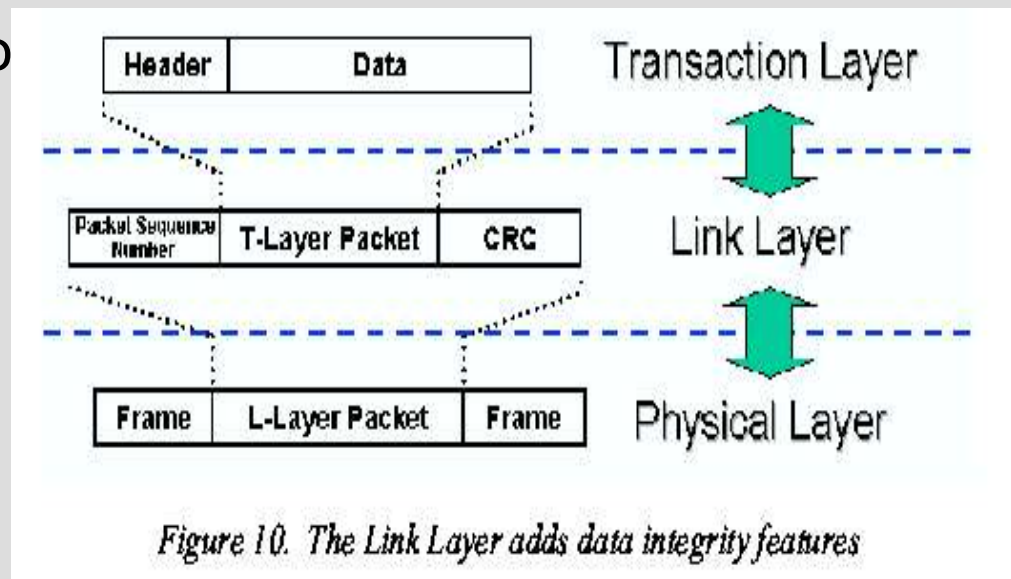 o
Header Data Transaction Layer
Packet Sequence
Number
T-Layer Packet CRC Link Layer
Frame L-Layer Packet Frame Physical Layer
Figure 10. The Link Layer adds data integrity features